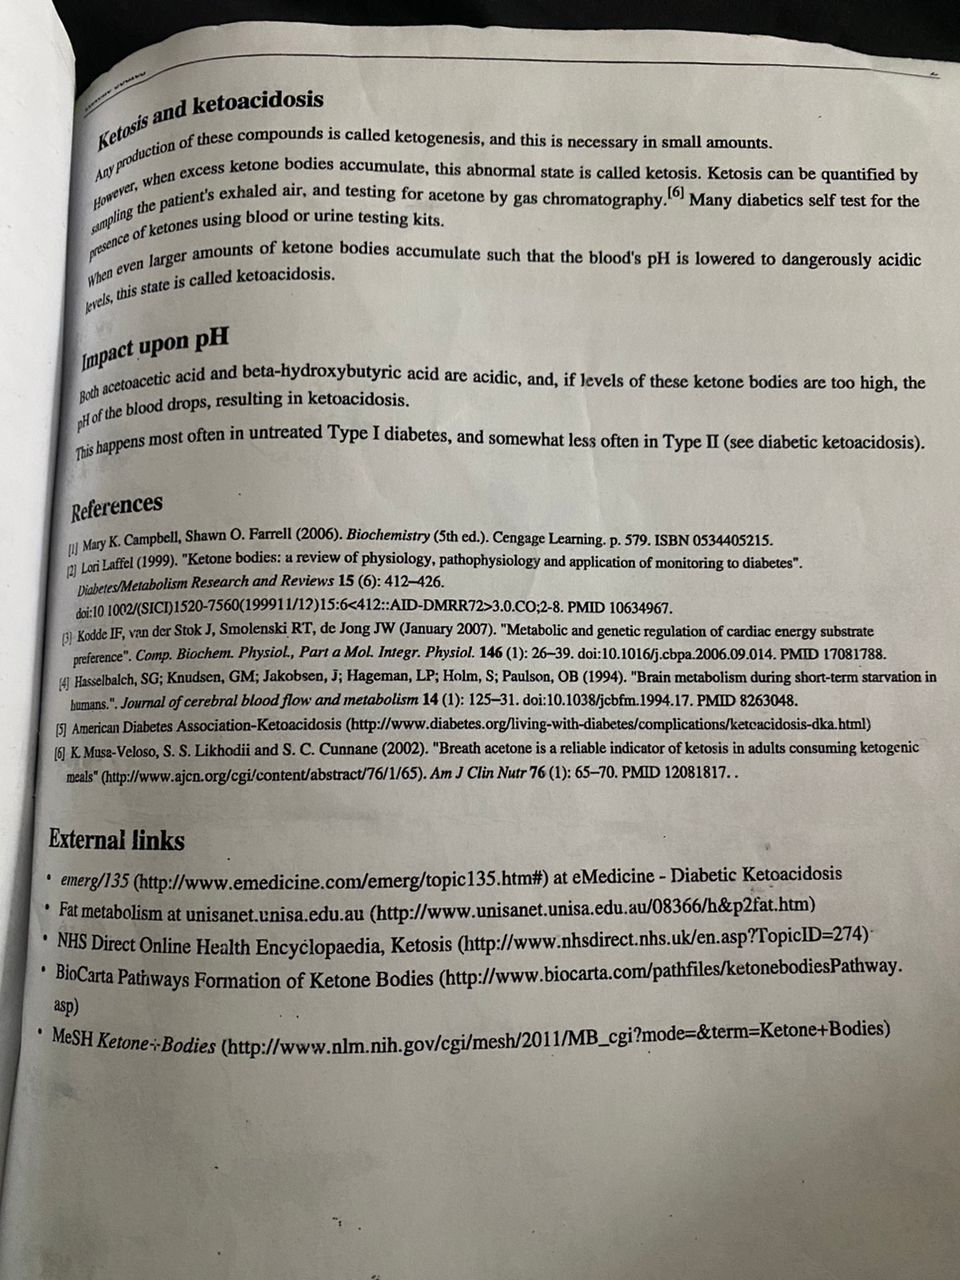 Ketosis and ketoacidosis
Any production of these compounds is called ketogenesis, and this is necessary in small amounts.
However, when excess ketone bodies accumulate, this abnormal state is called ketosis. Ketosis can be quantified by
sampling the patient's exhaled air, and testing for acetone by gas chromatography.[6] Many diabetics self test for the
presence of ketones using blood or urine testing kits.
When even larger amounts of ketone bodies accumulate such that the blood's pH is lowered to dangerously acidic
levels, this state is called ketoacidosis.
Impact upon pH
Both acetoacetic acid and beta-hydroxybutyric acid are acidic, and, if levels of these ketone bodies are too high, the
pH of the blood drops, resulting in ketoacidosis.
This happens most often in untreated Type I diabetes, and somewhat less often in Type II (see diabetic ketoacidosis).
References
[1] Mary K. Campbell, Shawn O. Farrell (2006). Biochemistry (5th ed.). Cengage Learning. p. 579. ISBN 0534405215.
[2] Lori Laffel (1999). "Ketone bodies: a review of physiology, pathophysiology and application of monitoring to diabetes".
Diabetes/Metabolism Research and Reviews 15 (6): 412–426.
doi:10 1002/(SICI)1520-7560(199911/12)15:6<412::AID-DMRR72>3.0.CO;2-8. PMID 10634967.
[3] Kodde IF, van der Stok J, Smolenski RT, de Jong JW (January 2007). "Metabolic and genetic regulation of cardiac energy substrate
preference". Comp. Biochem. Physiol., Part a Mol. Integr. Physiol. 146 (1): 26–39. doi:10.1016/j.cbpa.2006.09.014. PMID 17081788.
[4] Hasselbalch, SG; Knudsen, GM; Jakobsen, J; Hageman, LP; Holm, S; Paulson, OB (1994). "Brain metabolism during short-term starvation in
humans.". Journal of cerebral blood flow and metabolism 14 (1): 125–31. doi:10.1038/jcbfm.1994.17. PMID 8263048.
[5] American Diabetes Association-Ketoacidosis (http://www.diabetes.org/living-with-diabetes/complications/ketoacidosis-dka.html)
[6] K. Musa-Veloso, S. S. Likhodii and S. C. Cunnane (2002). "Breath acetone is a reliable indicator of ketosis in adults consuming ketogenic
meals" (http://www.ajcn.org/cgi/content/abstract/76/1/65). Am J Clin Nutr 76 (1): 65–70. PMID 12081817. .
External links
• emerg/135 (http://www.emedicine.com/emerg/topic135.htm#) at eMedicine - Diabetic Ketoacidosis
• Fat metabolism at unisanet.unisa.edu.au (http://www.unisanet.unisa.edu.au/08366/h&p2fat.htm)
• NHS Direct Online Health Encyclopaedia, Ketosis (http://www.nhsdirect.nhs.uk/en.asp?TopicID=274)
• BioCarta Pathways Formation of Ketone Bodies (http://www.biocarta.com/pathfiles/ketonebodiesPathway.
asp)
• MeSH Ketone+Bodies (http://www.nlm.nih.gov/cgi/mesh/2011/MB_cgi?mode=&term=Ketone+Bodies)